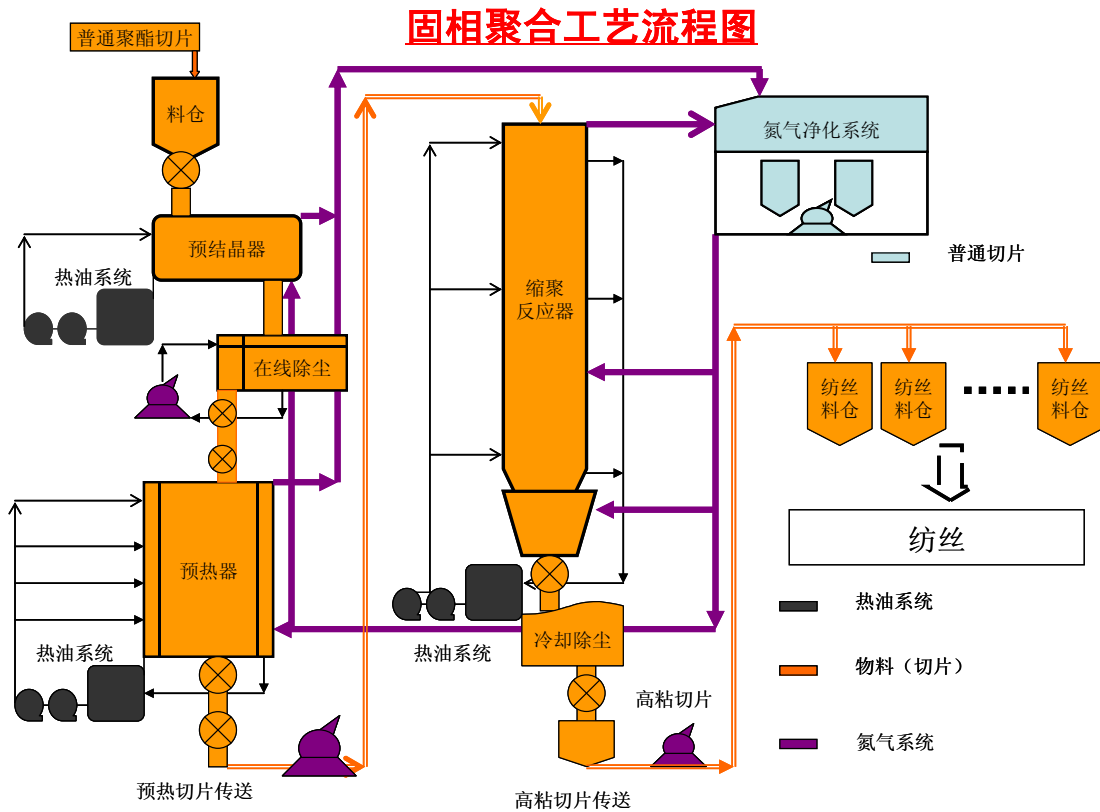 固相聚合工艺流程图
普通聚酯切片
料仓
氮气净化系统
预结晶器
普通切片
热油系统
缩聚
反应器
在线除尘
纺丝
料仓
纺丝
料仓
纺丝
料仓
纺丝
预热器
热油系统
冷却除尘
热油系统
热油系统
物料（切片）
高粘切片
氮气系统
预热切片传送
高粘切片传送